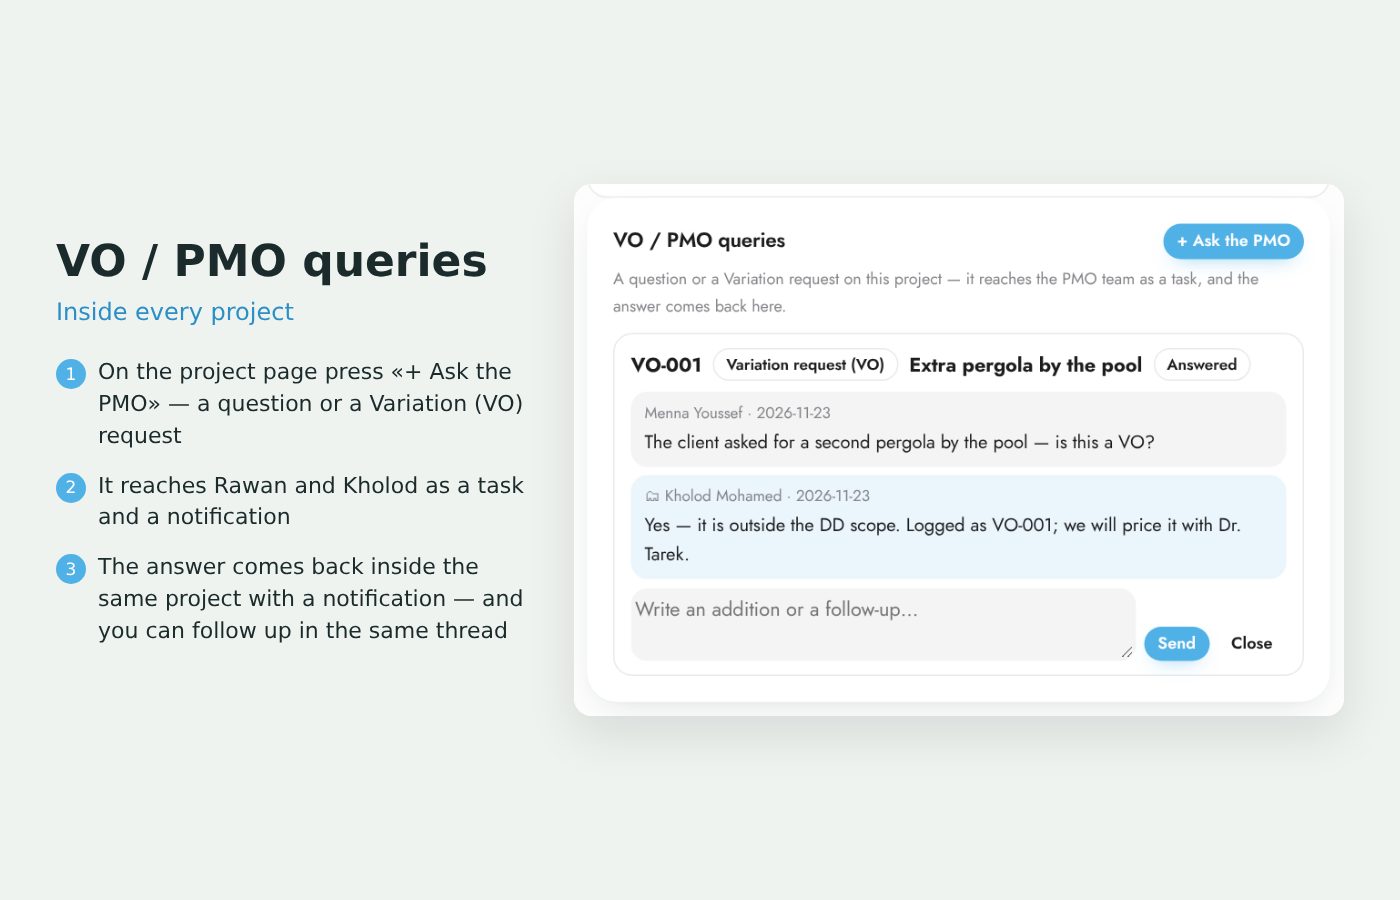 VO / PMO queries
Inside every project
1 On the project page press «+ Ask the
PMO» — a question or a Variation (VO)
request
2 It reaches Rawan and Kholod as a task
and a notification
3 The answer comes back inside the
same project with a notification — and
you can follow up in the same thread
VO / PMO queries
+ Ask the PMO
A question or a Variation request on this project — it reaches the PMO team as a task, and the
answer comes back here.
VO-001 Variation request (VO) Extra pergola by the pool Answered
Menna Youssef · 2026-11-23
The client asked for a second pergola by the pool — is this a VO?
🗂 Kholod Mohamed · 2026-11-23
Yes — it is outside the DD scope. Logged as VO-001; we will price it with Dr.
Tarek.
Write an addition or a follow-up...
Send Close